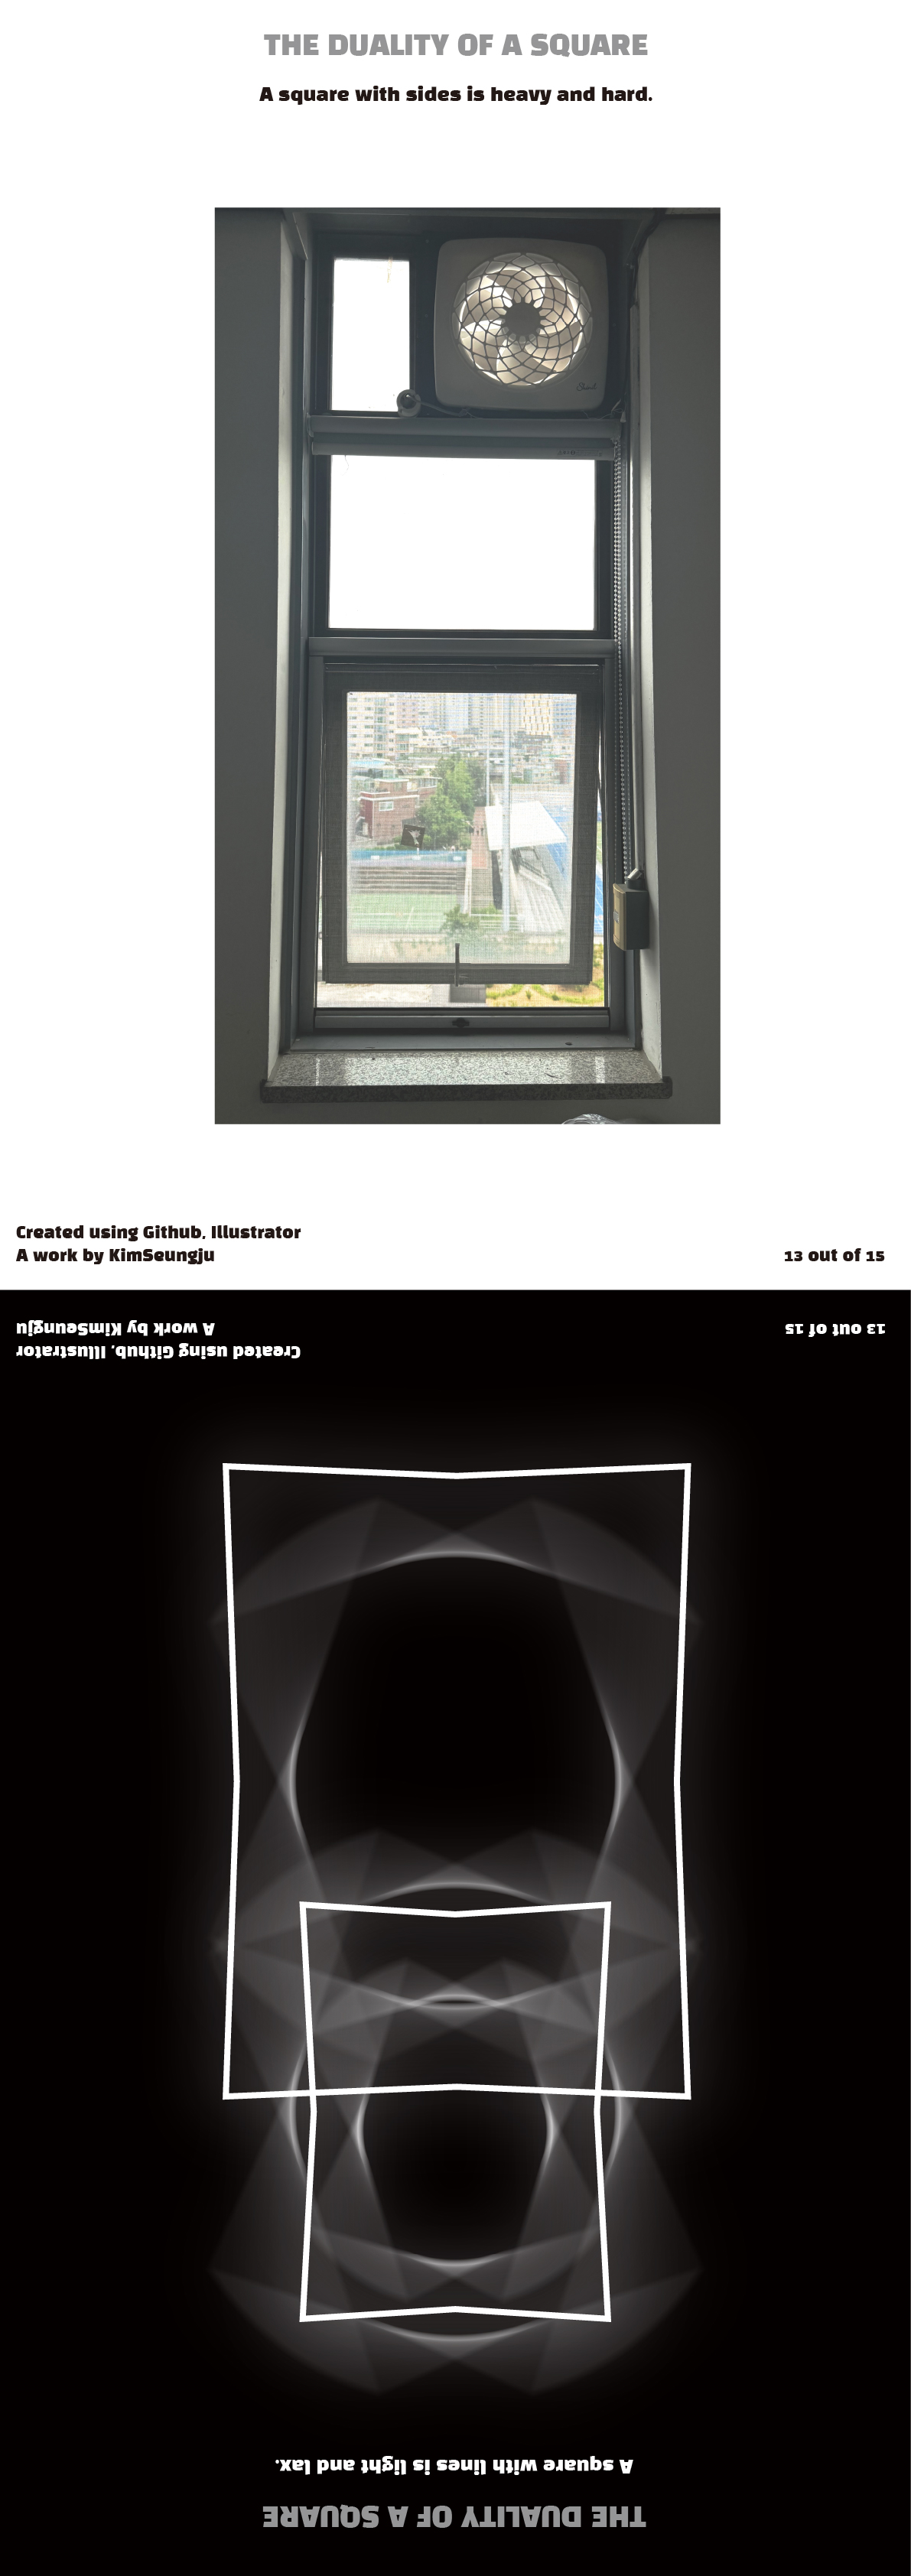 THE DUALITY OF A SQUARE
A square with sides is heavy and hard.
Created using Github, Illustrator
A work by KimSeungju
13 out of 15
A work by KimSeungju
13 out of 15
Created using Github, Illustrator
A square with lines is light and lax.
THE DUALITY OF A SQUARE